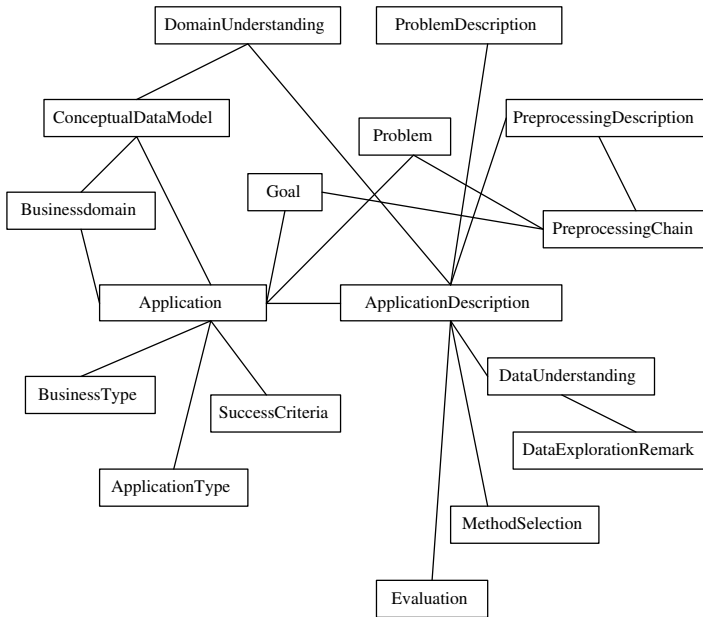 DomainUnderstanding
ProblemDescription
ConceptualDataModel
Problem
PreprocessingDescription
Goal
Businessdomain
PreprocessingChain
Application
ApplicationDescription
BusinessType
DataUnderstanding
SuccessCriteria
DataExplorationRemark
ApplicationType
MethodSelection
Evaluation